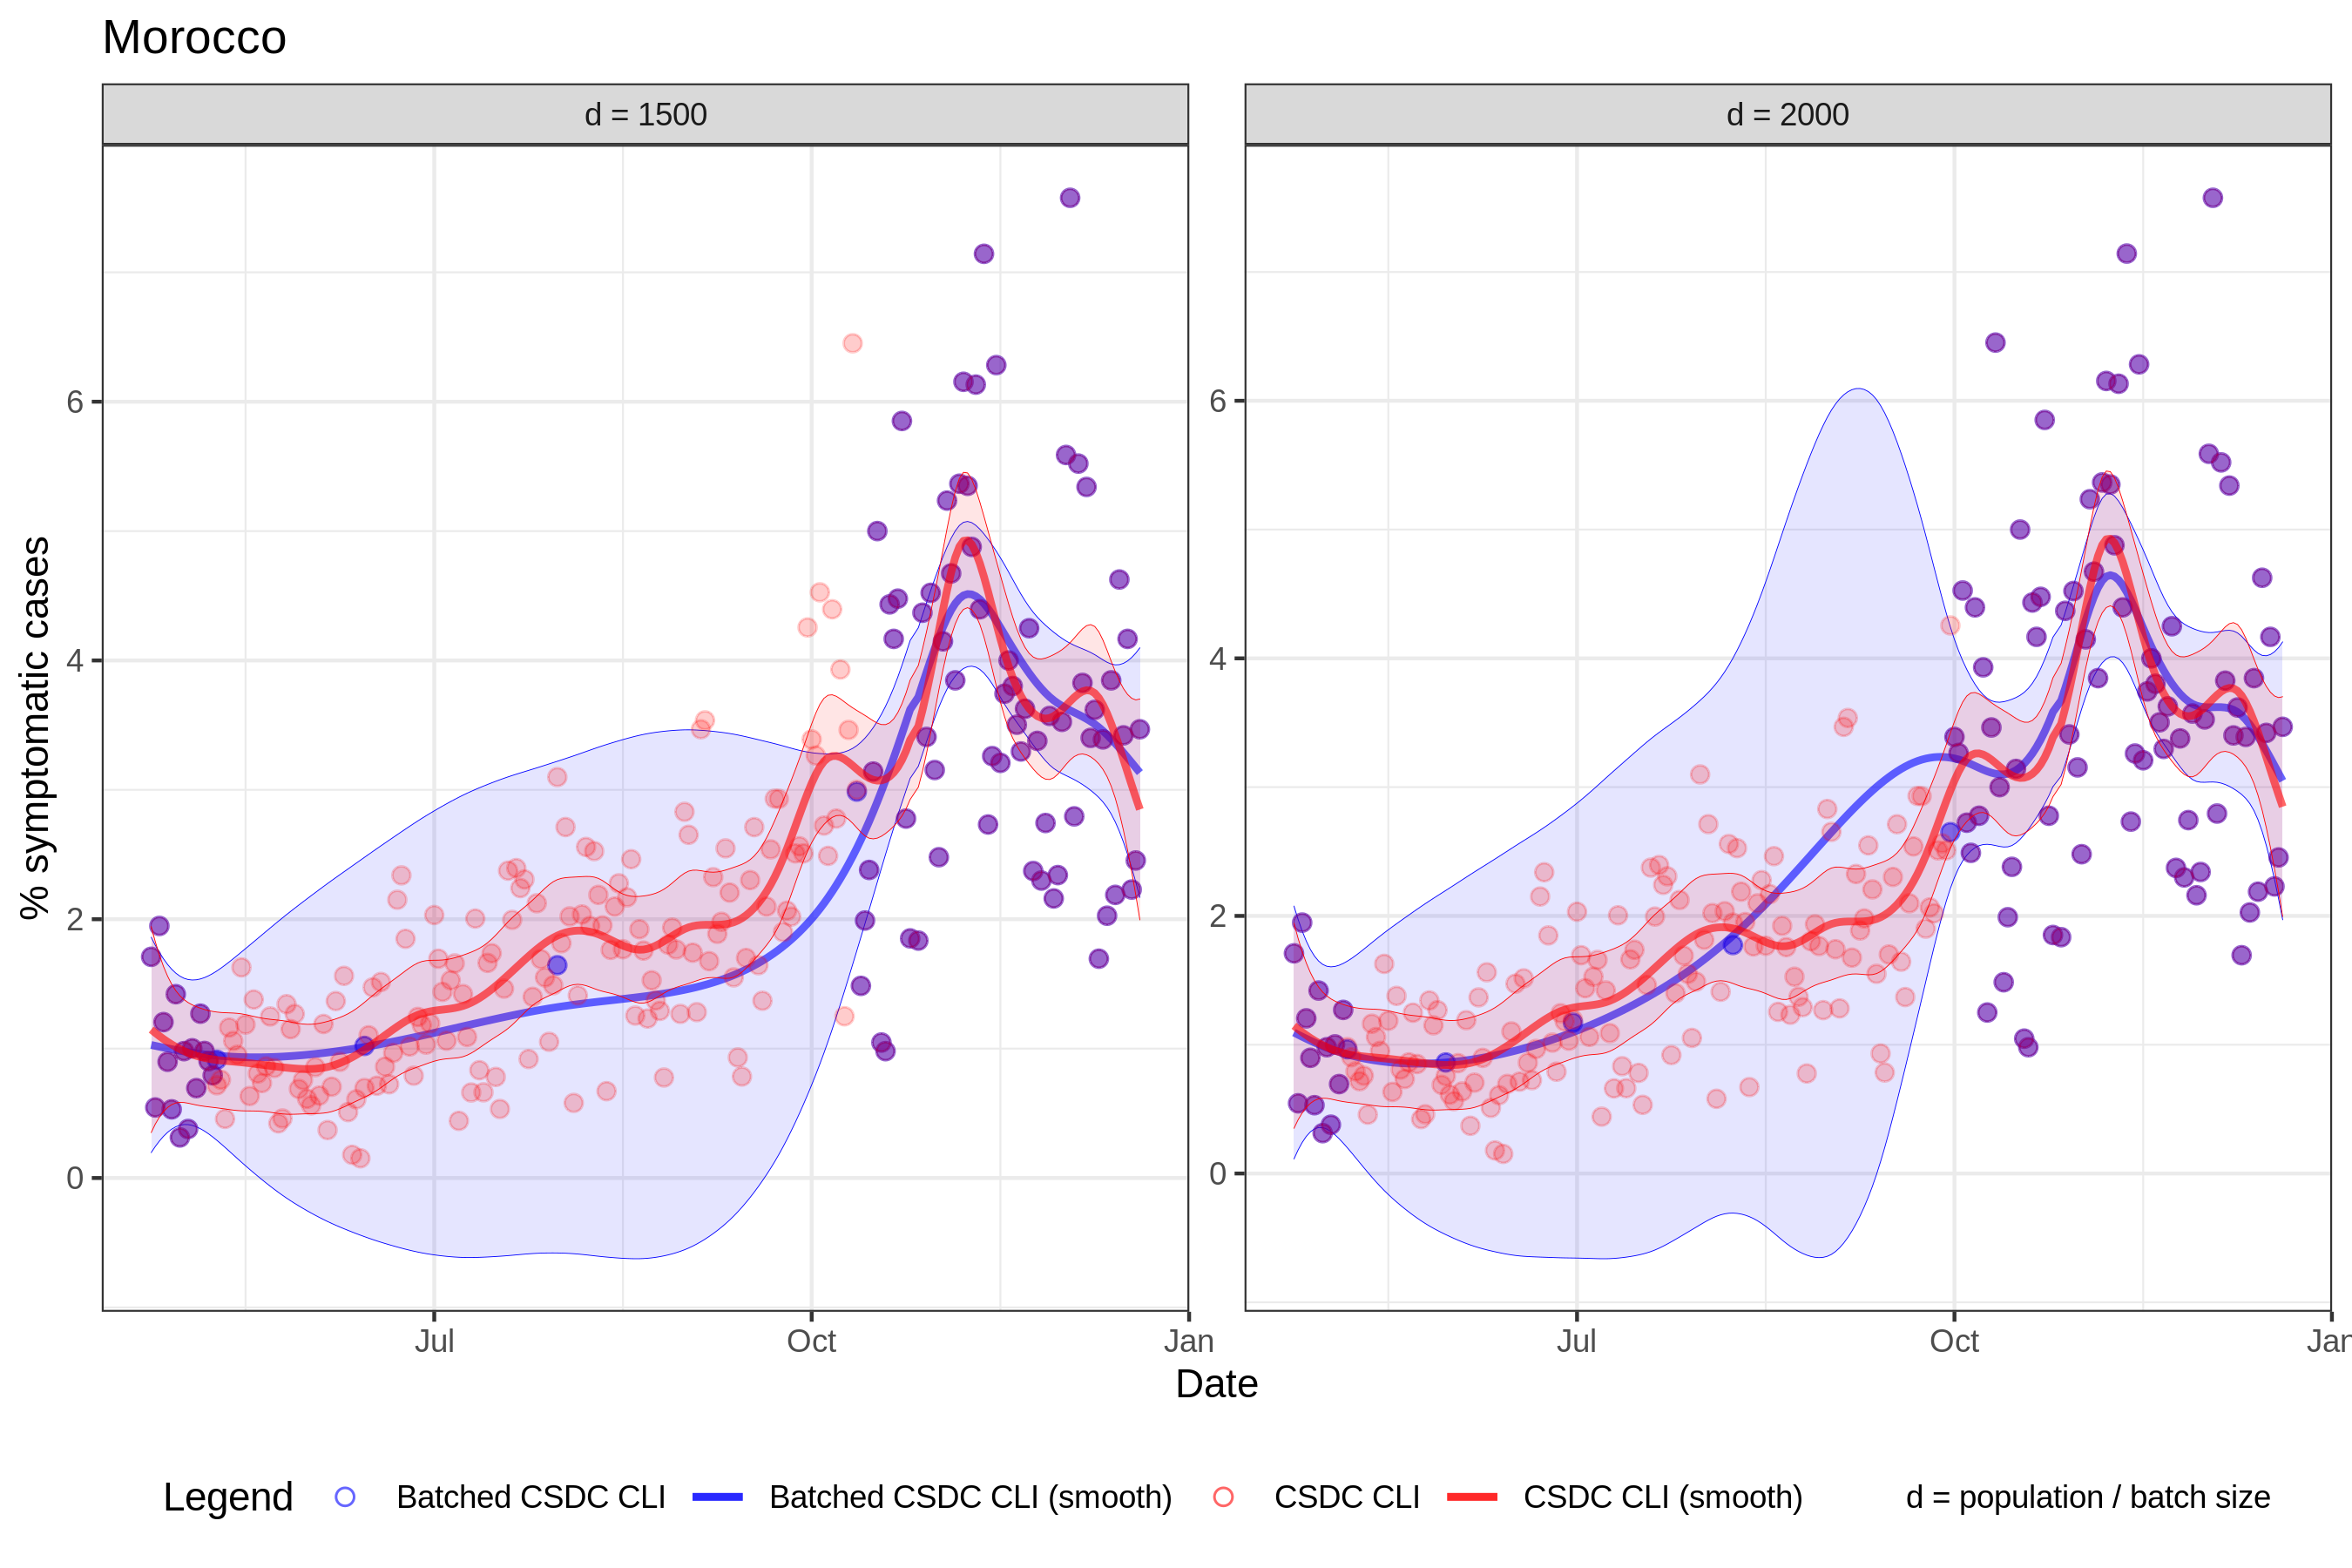 Morocco
d = 1500
d = 2000
% symptomatic cases
6
4
2
0
6
4
2
0
Jul
Oct
Jan
Jul
Oct
Jan
Date
Legend
Batched CSDC CLI
Batched CSDC CLI (smooth)
CSDC CLI
CSDC CLI (smooth)
d = population / batch size